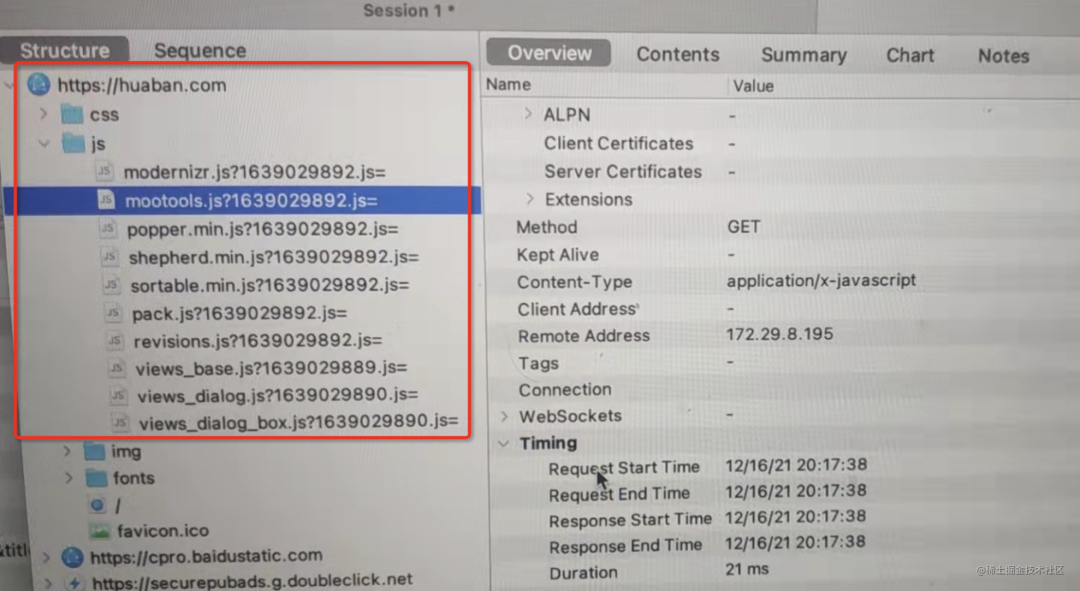 Session 1 *
Structure Sequence
https://huaban.com
css
js
modernizr.js?1639029892.js=
mootools.js?1639029892.js=
popper.min.js?1639029892.js=
shepherd.min.js?1639029892.js=
sortable.min.js?1639029892.js=
pack.js?1639029892.js=
revisions.js?1639029892.js=
views_base.js?1639029889.js=
views_dialog.js?1639029890.js=
views_dialog_box.js?1639029890.js=
img
fonts
/
favicon.ico
https://cpro.baidustatic.com
https://securepubads.g.doubleclick.net
Overview Contents Summary Chart Notes
Name Value
ALPN -
Client Certificates -
Server Certificates -
Extensions
Method GET
Kept Alive -
Content-Type application/x-javascript
Client Address -
Remote Address 172.29.8.195
Tags -
Connection
WebSockets -
Timing
Request Start Time 12/16/21 20:17:38
Request End Time 12/16/21 20:17:38
Response Start Time 12/16/21 20:17:38
Response End Time 12/16/21 20:17:38
Duration 21 ms
@稀土掘金技术社区